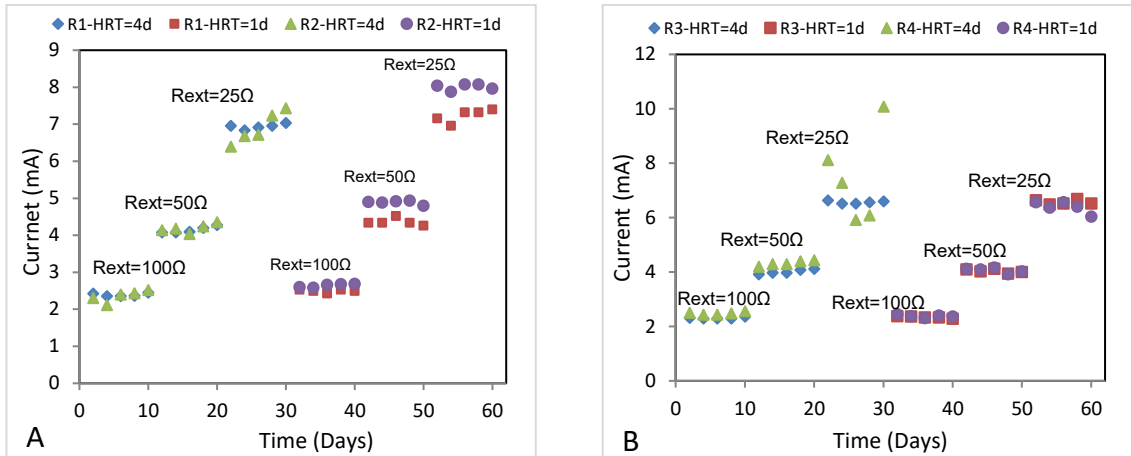 R1-HRT=4d R1-HRT=1d R2-HRT=4d R2-HRT=1d
9
8
7
6
5
4
3
2
1
0
Currnet (mA)
Rext=25Ω
Rext=25Ω
Rext=50Ω
Rext=50Ω
Rext=100Ω
Rext=100Ω
0 10 20 30 40 50 60
Time (Days)
A
R3-HRT=4d R3-HRT=1d R4-HRT=4d R4-HRT=1d
12
10
8
6
4
2
0
Current (mA)
Rext=25Ω
Rext=25Ω
Rext=50Ω
Rext=50Ω
Rext=100Ω
Rext=100Ω
0 10 20 30 40 50 60
Time (Days)
B